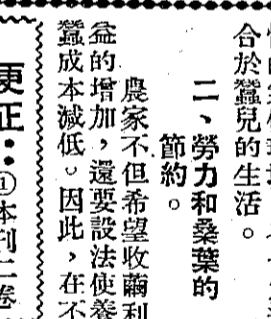 合於蠶兒的生活。
二、勞力和桑葉的
節約。
農家不但希望收繭利
益的增加，還要設法使養
蠶成本減低。因此，在不
更正：①本刊二卷